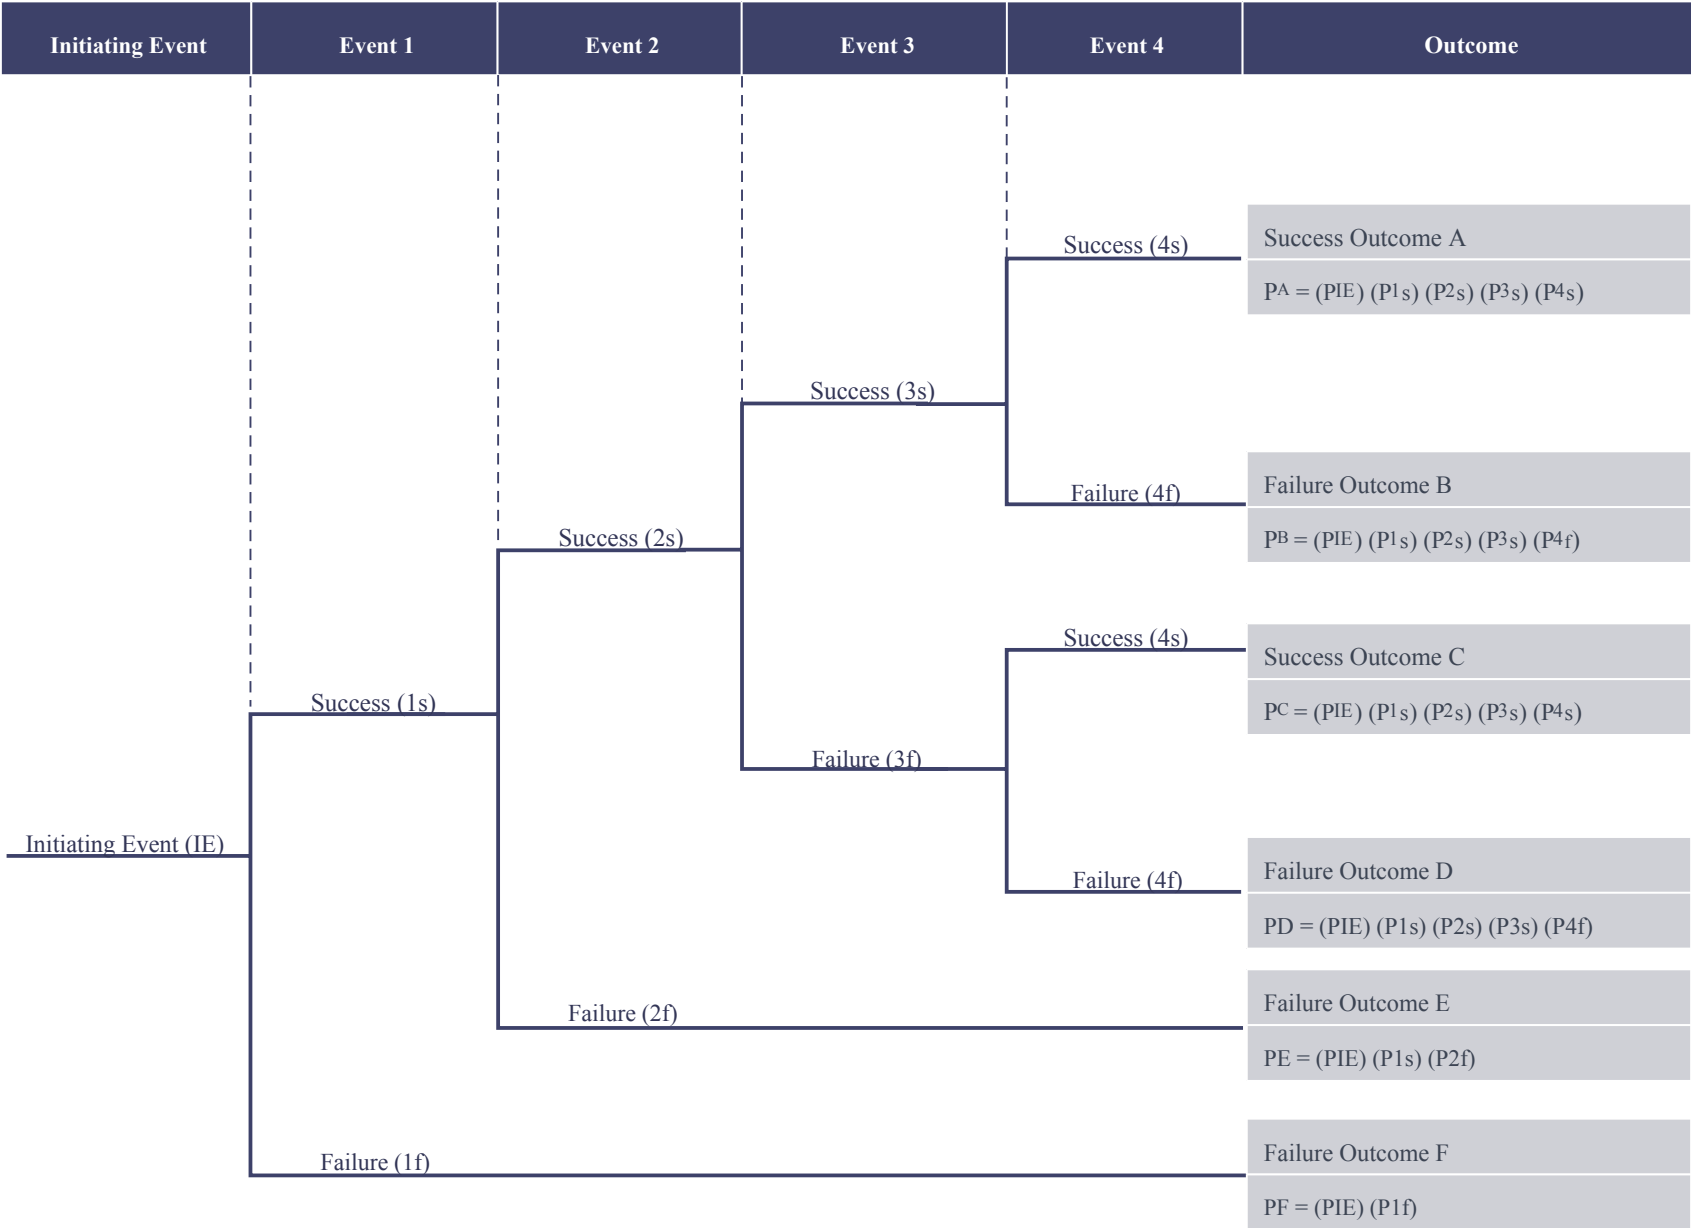 Initiating Event
Event 1
Event 2
Event 3
Event 4
Outcome
Success (4s)
Success Outcome A
PA = (PIE) (P1s) (P2s) (P3s) (P4s)
Success (3s)
Failure (4f)
Failure Outcome B
PB = (PIE) (P1s) (P2s) (P3s) (P4f)
Success (2s)
Success (4s)
Success Outcome C
PC = (PIE) (P1s) (P2s) (P3s) (P4s)
Success (1s)
Failure (3f)
Initiating Event (IE)
Failure (4f)
Failure Outcome D
PD = (PIE) (P1s) (P2s) (P3s) (P4f)
Failure (2f)
Failure Outcome E
PE = (PIE) (P1s) (P2f)
Failure (1f)
Failure Outcome F
PF = (PIE) (P1f)